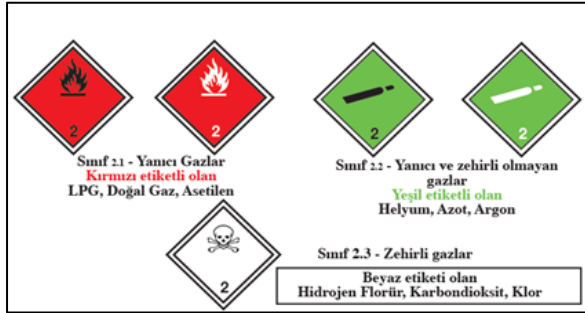 2
2
2
2
Sınıf 2.1 - Yanıcı Gazlar
Kırmızı etiketli olan
LPG, Doğal Gaz, Asetilen
Sınıf 2.2 - Yanıcı ve zehirli olmayan
gazlar
Yeşil etiketli olan
Helyum, Azot, Argon
2
Sınıf 2.3 - Zehirli gazlar
Beyaz etiketi olan
Hidrojen Florür, Karbondioksit, Klor